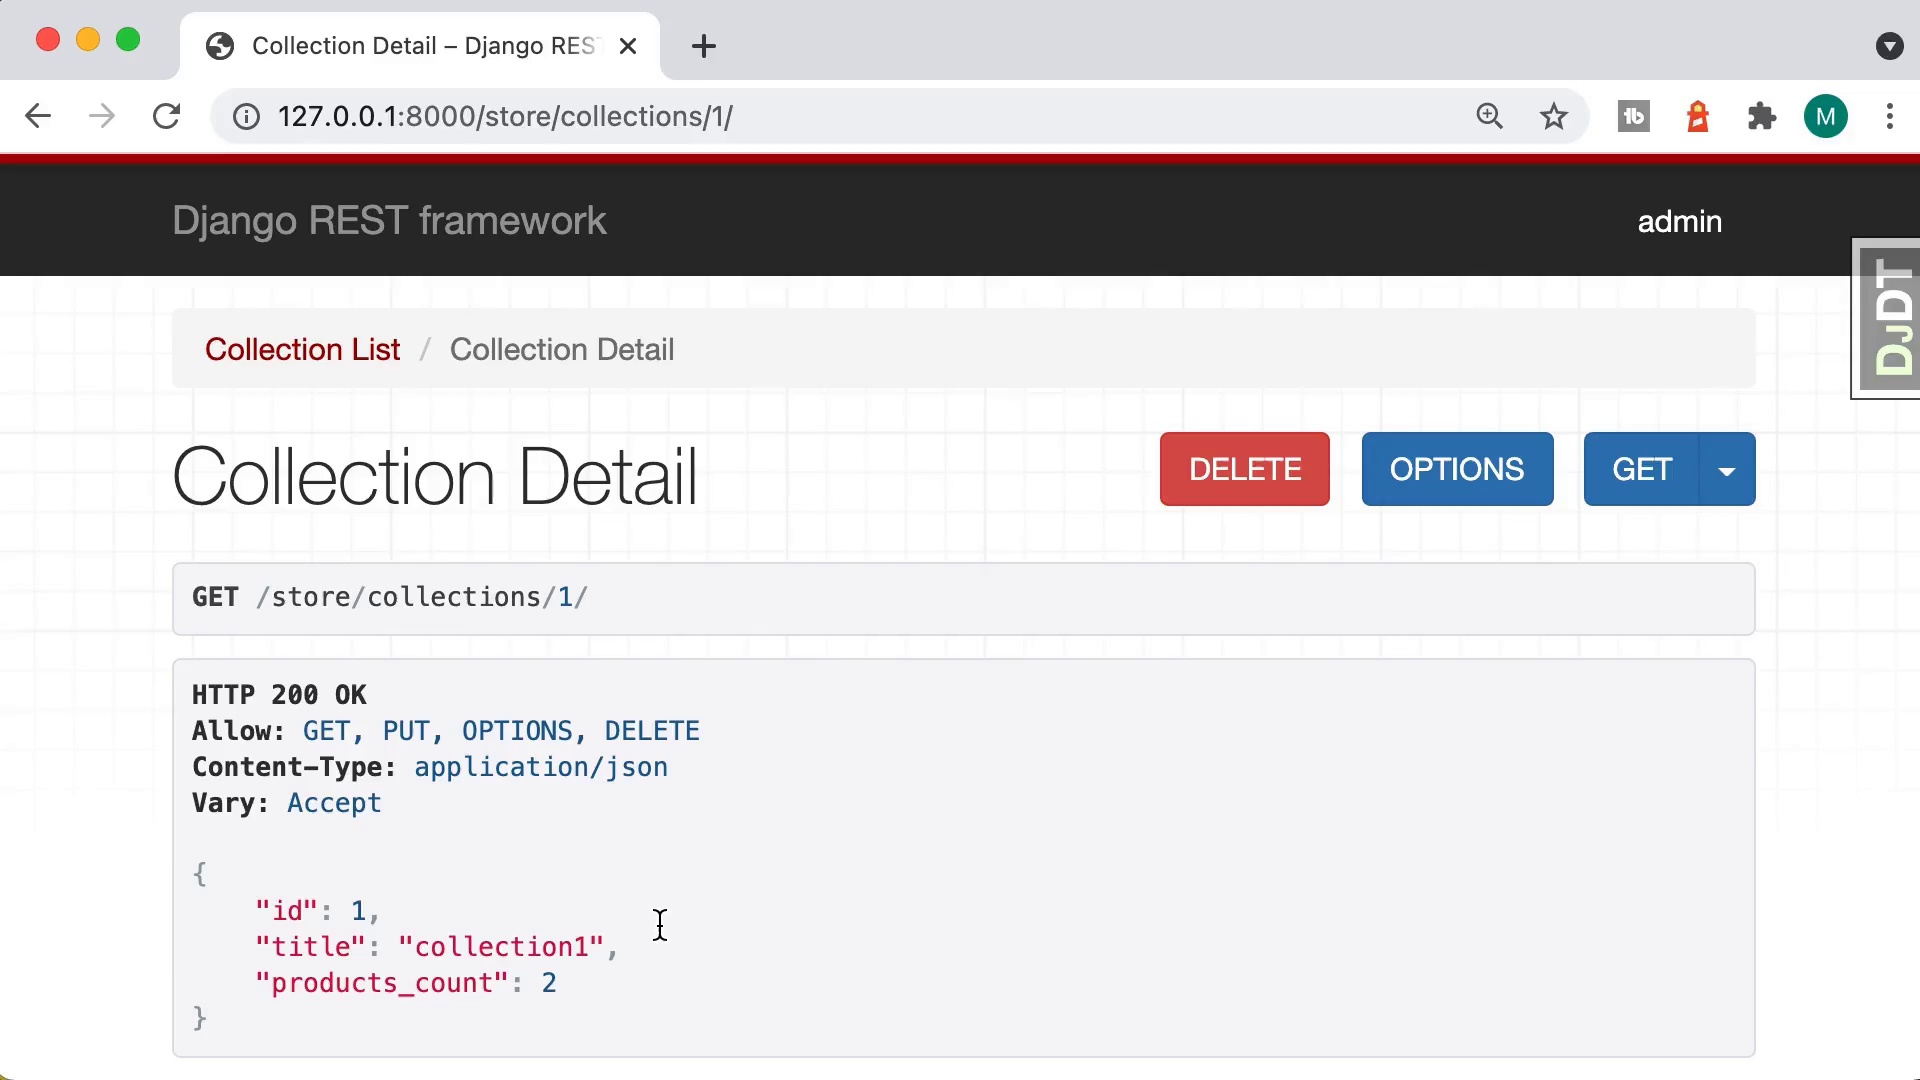 Collection Detail – Django RES
127.0.0.1:8000/store/collections/1/
M
Django REST framework
admin
DJDT
Collection List / Collection Detail
Collection Detail
DELETE
OPTIONS
GET
GET /store/collections/1/
HTTP 200 OK
Allow: GET, PUT, OPTIONS, DELETE
Content-Type: application/json
Vary: Accept
{
"id": 1,
"title": "collection1",
"products_count": 2
}